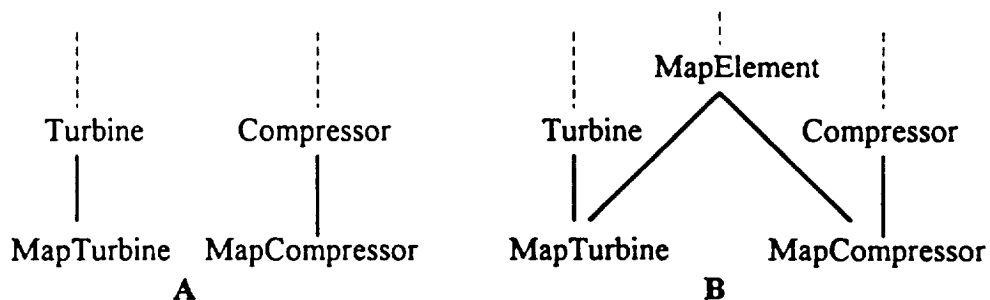 MapElement
Turbine Compressor Turbine Compressor
MapTurbine MapCompressor MapTurbine MapCompressor
A B